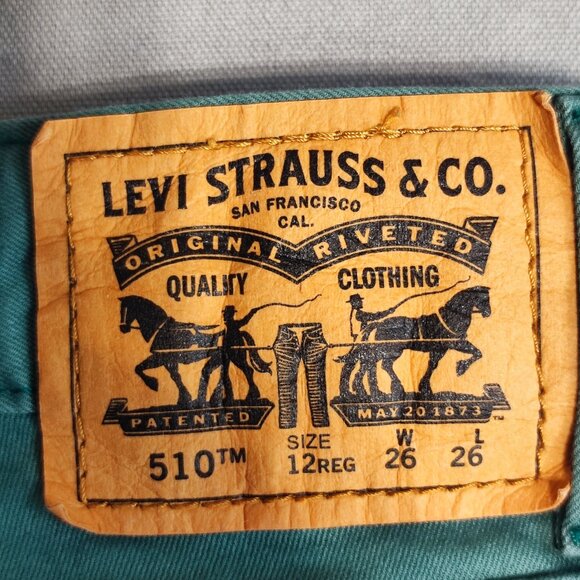 LEVI STRAUSS & CO.
SAN FRANCISCO
CAL.
ORIGINAL RIVETED
QUALITY CLOTHING
PATENTED MAY 20 1873
SIZE W L
510™ 12REG 26 26